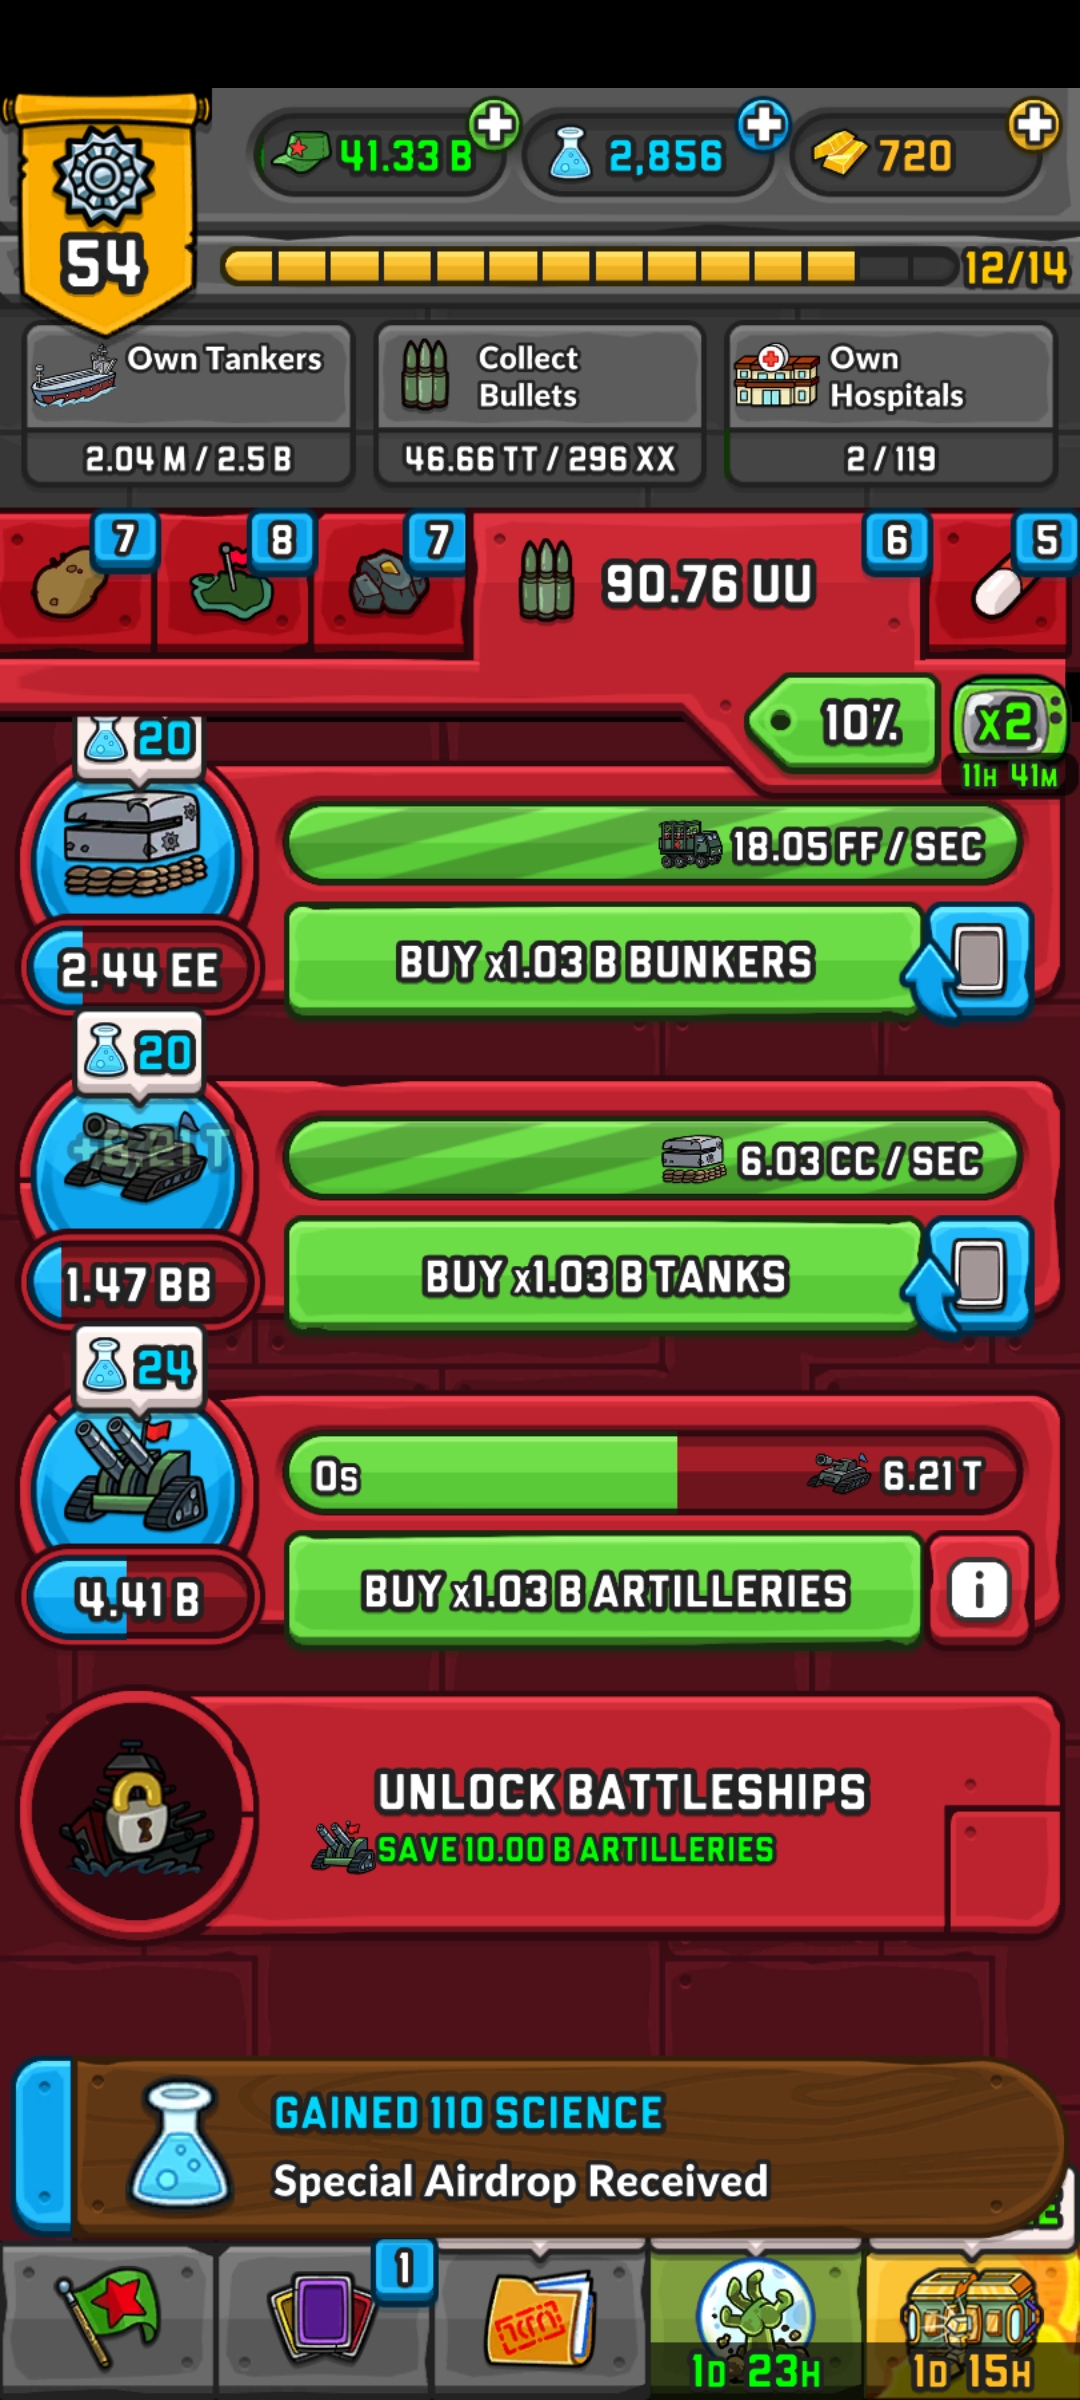 54
41.33 B
2,856
720
12/14
Own Tankers
2.04 M / 2.5 B
Collect
Bullets
46.66 TT / 296 XX
Own
Hospitals
2 / 119
7
8
7
90.76 UU
6
5
10%
x2
11H 41M
20
18.05 FF / SEC
2.44 EE
BUY x1.03 B BUNKERS
20
+6.21 T
6.03 CC / SEC
1.47 BB
BUY x1.03 B TANKS
24
0s
6.21 T
4.41 B
BUY x1.03 B ARTILLERIES
i
UNLOCK BATTLESHIPS
SAVE 10.00 B ARTILLERIES
GAINED 110 SCIENCE
Special Airdrop Received
1
1D 23H
1D 15H